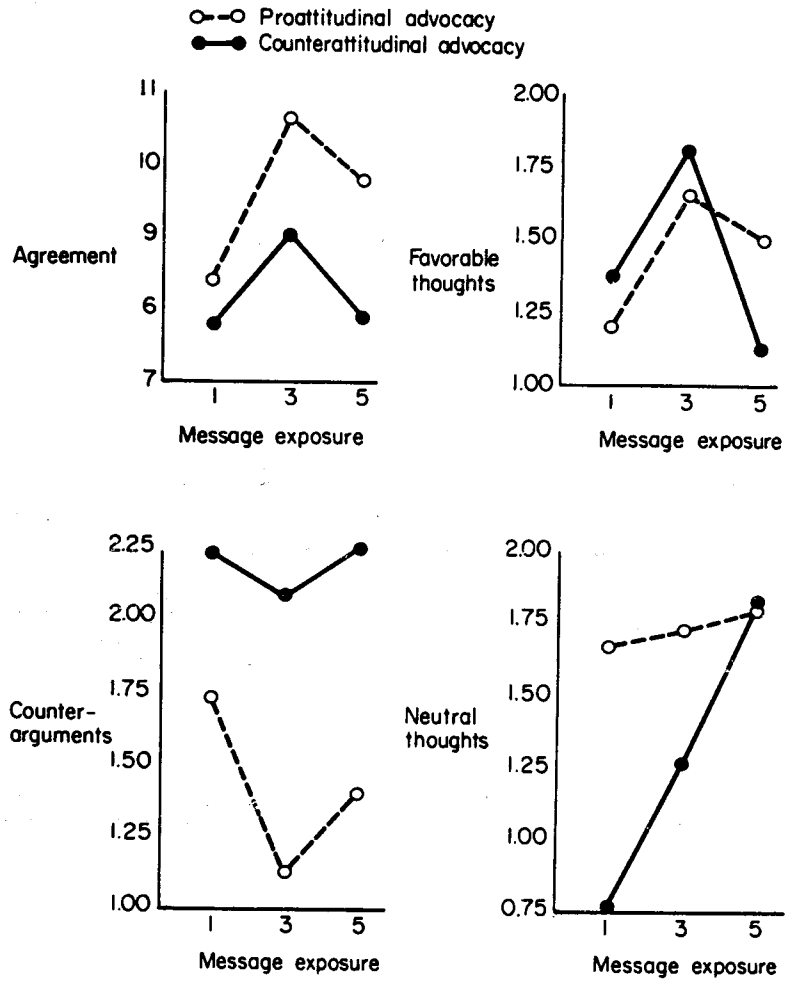 Proattitudinal advocacy
Counterattitudinal advocacy
11
10
9
6
7
Agreement
1 3 5
Message exposure
2.00
1.75
1.50
1.25
1.00
Favorable
thoughts
1 3 5
Message exposure
2.25
2.00
1.75
1.50
1.25
1.00
Counter-
arguments
1 3 5
Message exposure
2.00
1.75
1.50
1.25
1.00
0.75
Neutral
thoughts
1 3 5
Message exposure